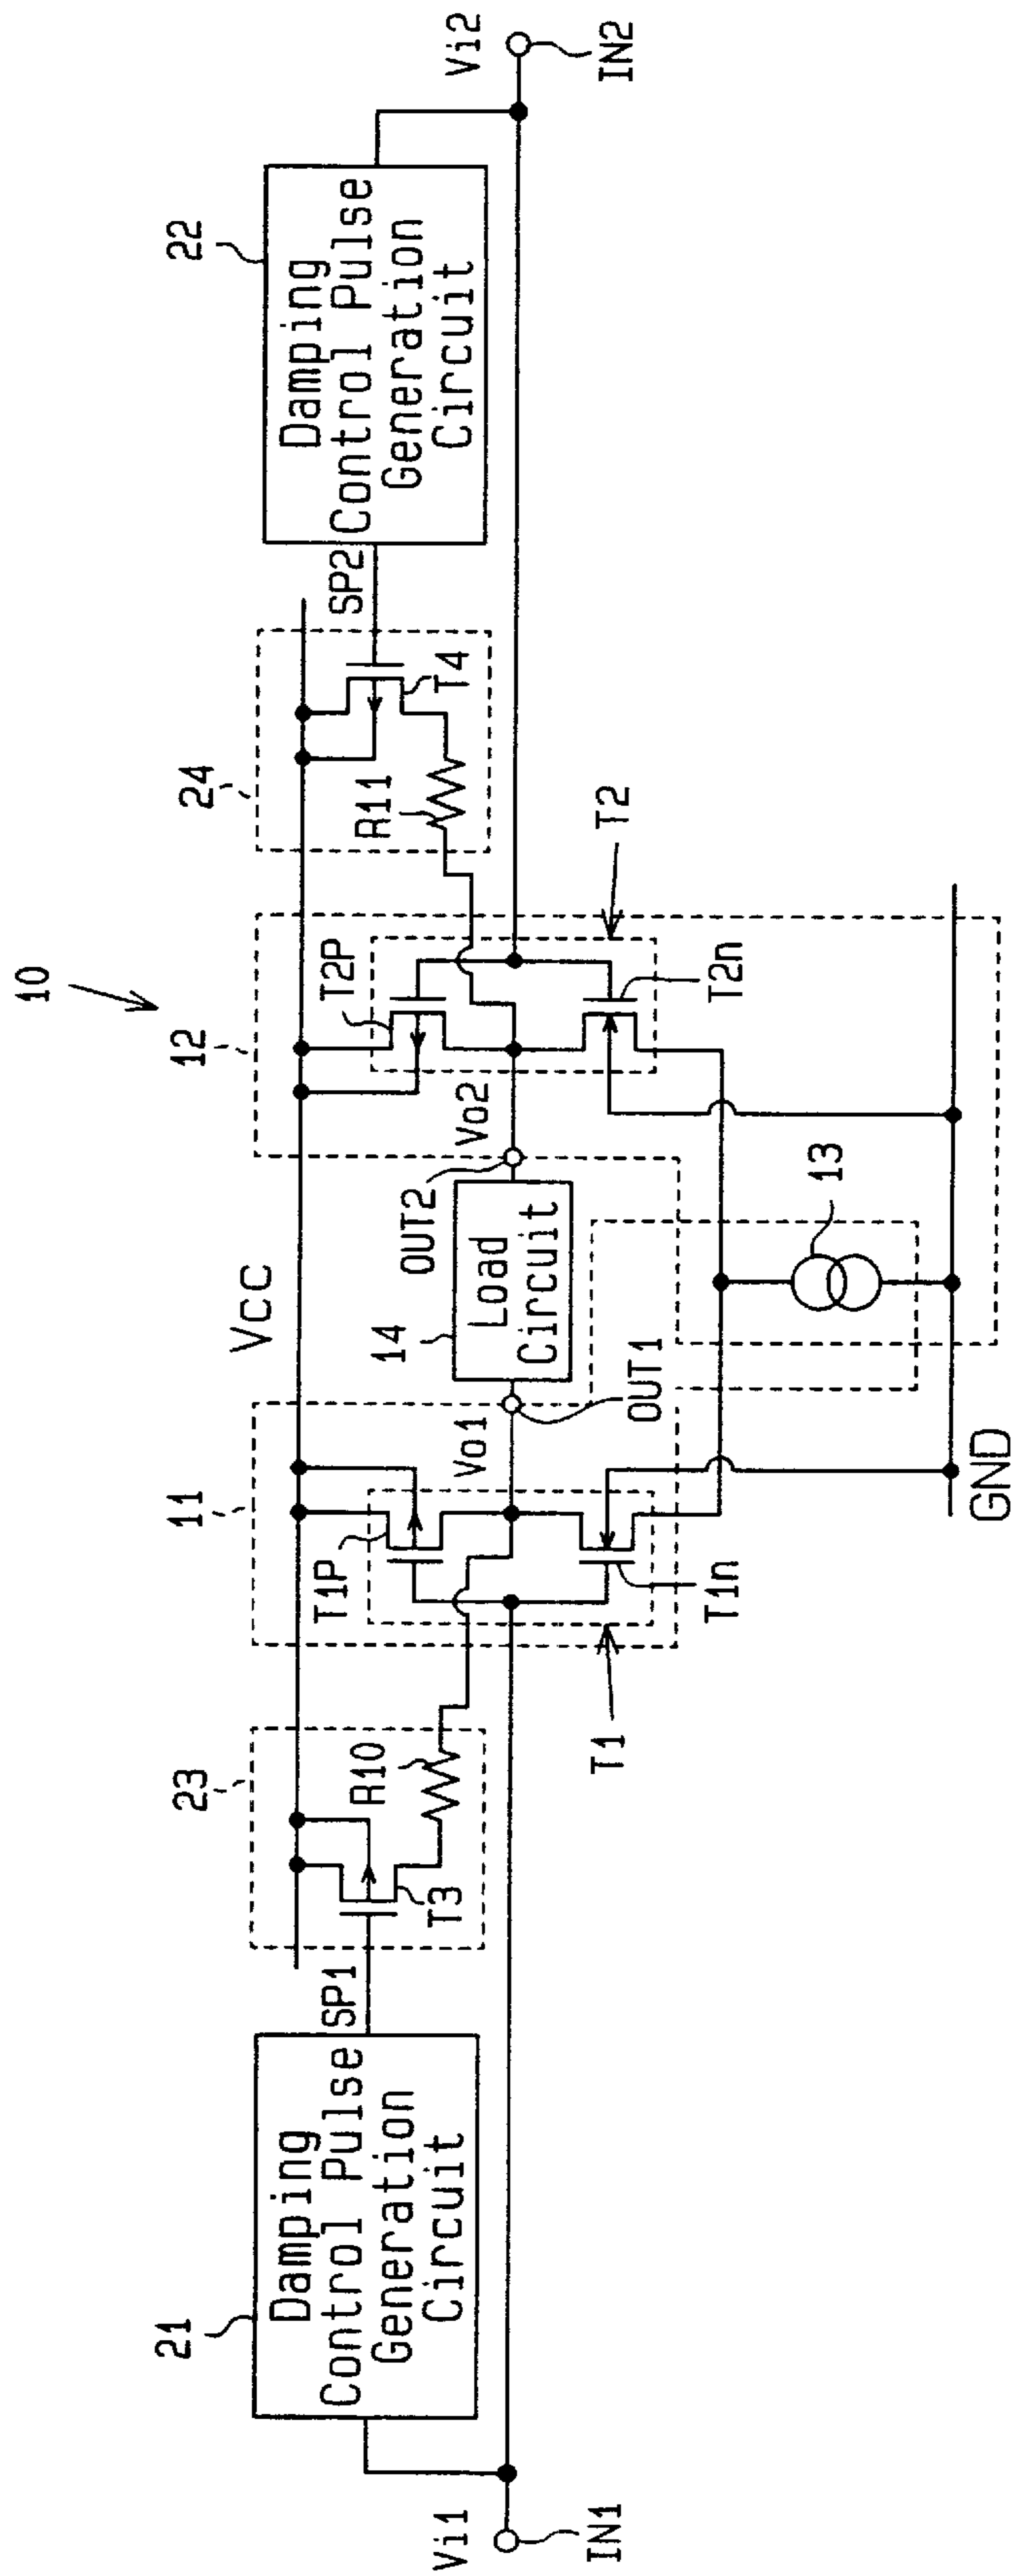 10
22
24
12
11
23
21
Vcc
Damping
Control Pulse
Generation
Circuit
SP1
T3
R10
T1P
Vo1
14
Load
Circuit
OUT1
OUT2
Vo2
T2P
R11
T4
SP2
Damping
Control Pulse
Generation
Circuit
Vi1
IN1
T1
T1n
13
T2n
T2
Vi2
IN2
GND